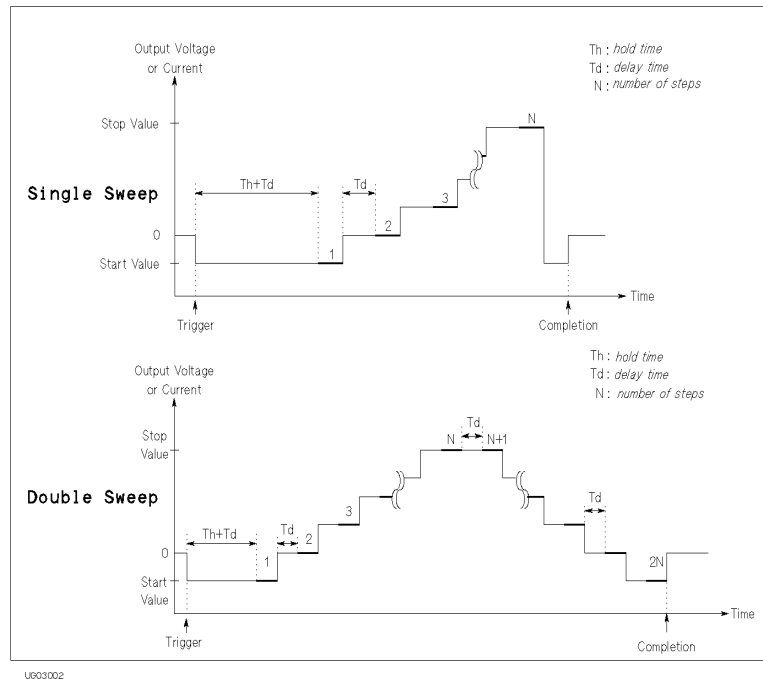 Output Voltage
or Current
Th : hold time
Td : delay time
N : number of steps
Stop Value
N
Single Sweep
Th+Td
Td
3
2
0
1
Start Value
Time
Trigger
Completion
Output Voltage
or Current
Th : hold time
Td : delay time
N : number of steps
Stop
Value
N
Td
N+1
Double Sweep
3
Td
Th+Td
Td
2
0
1
2N
Start
Value
Time
Trigger
Completion
UG03002